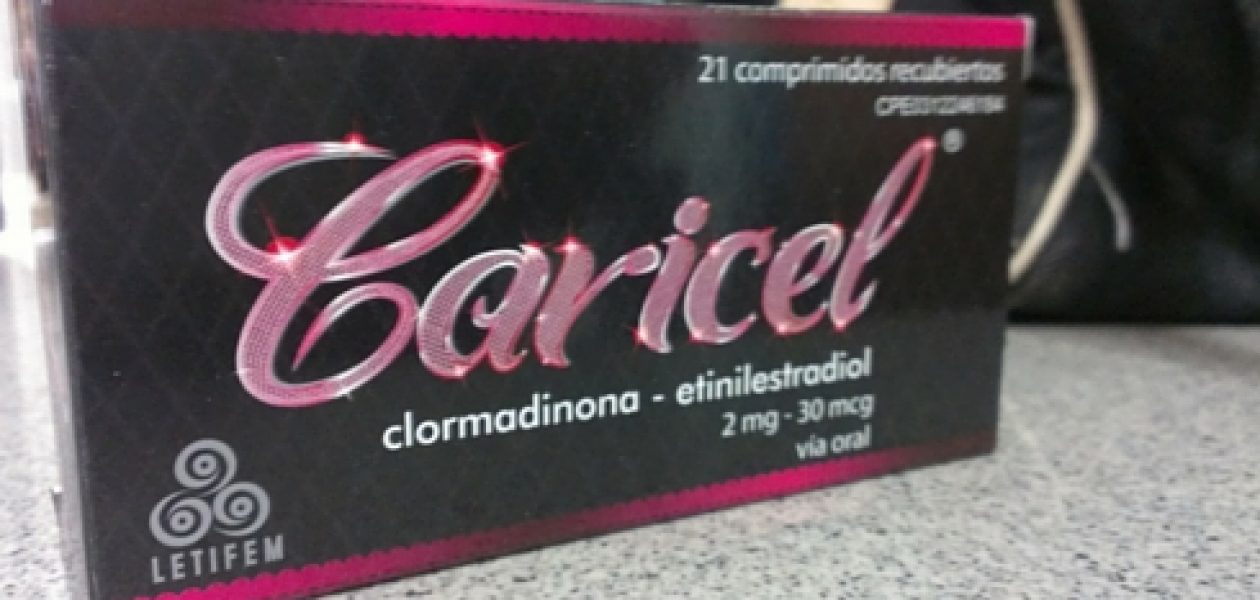 21 comprimidos recubiertos
Caricel®
clormadinona - etinilestradiol
2 mg - 30 mcg
vía oral
LETIFEM